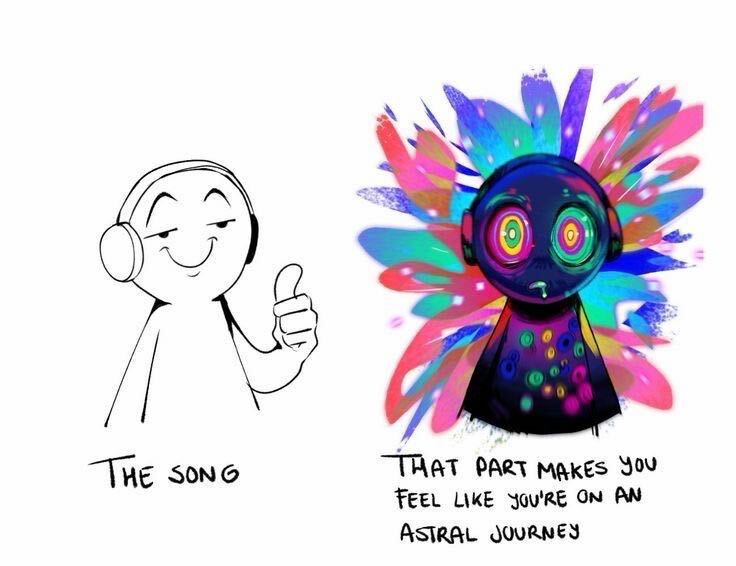 THE SONG
THAT PART MAKES YOU
FEEL LIKE YOU'RE ON AN
ASTRAL JOURNEY